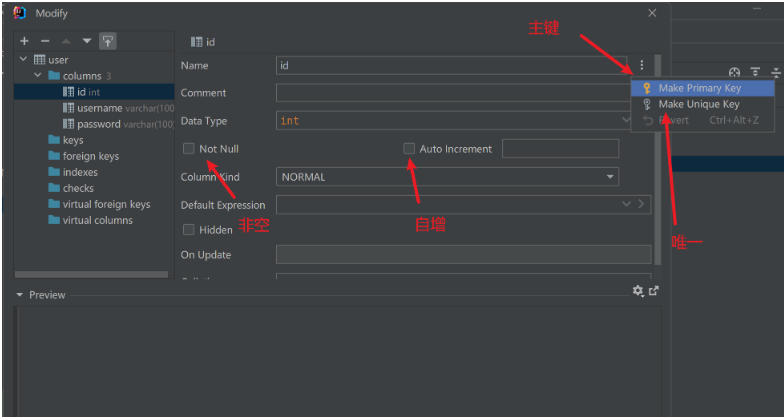 Modify
id
主键
user
columns 3
id int
username varchar(100
password varchar(100)
keys
foreign keys
indexes
checks
virtual foreign keys
virtual columns
Name
id
Comment
Data Type
int
Not Null
Auto Increment
Column Kind
NORMAL
Default Expression
非空
自增
Hidden
On Update
Make Primary Key
Make Unique Key
Revert Ctrl+Alt+Z
唯一
Preview